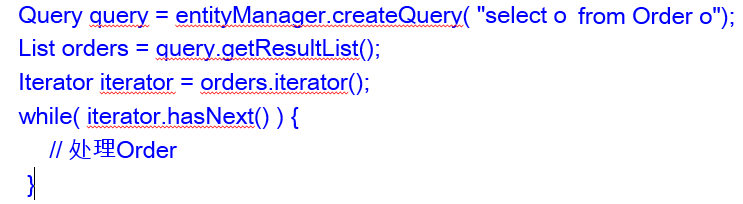 Query query = entityManager.createQuery( "select o from Order o");
List orders = query.getResultList();
Iterator iterator = orders.iterator();
while( iterator.hasNext() ) {
// 处理Order
}